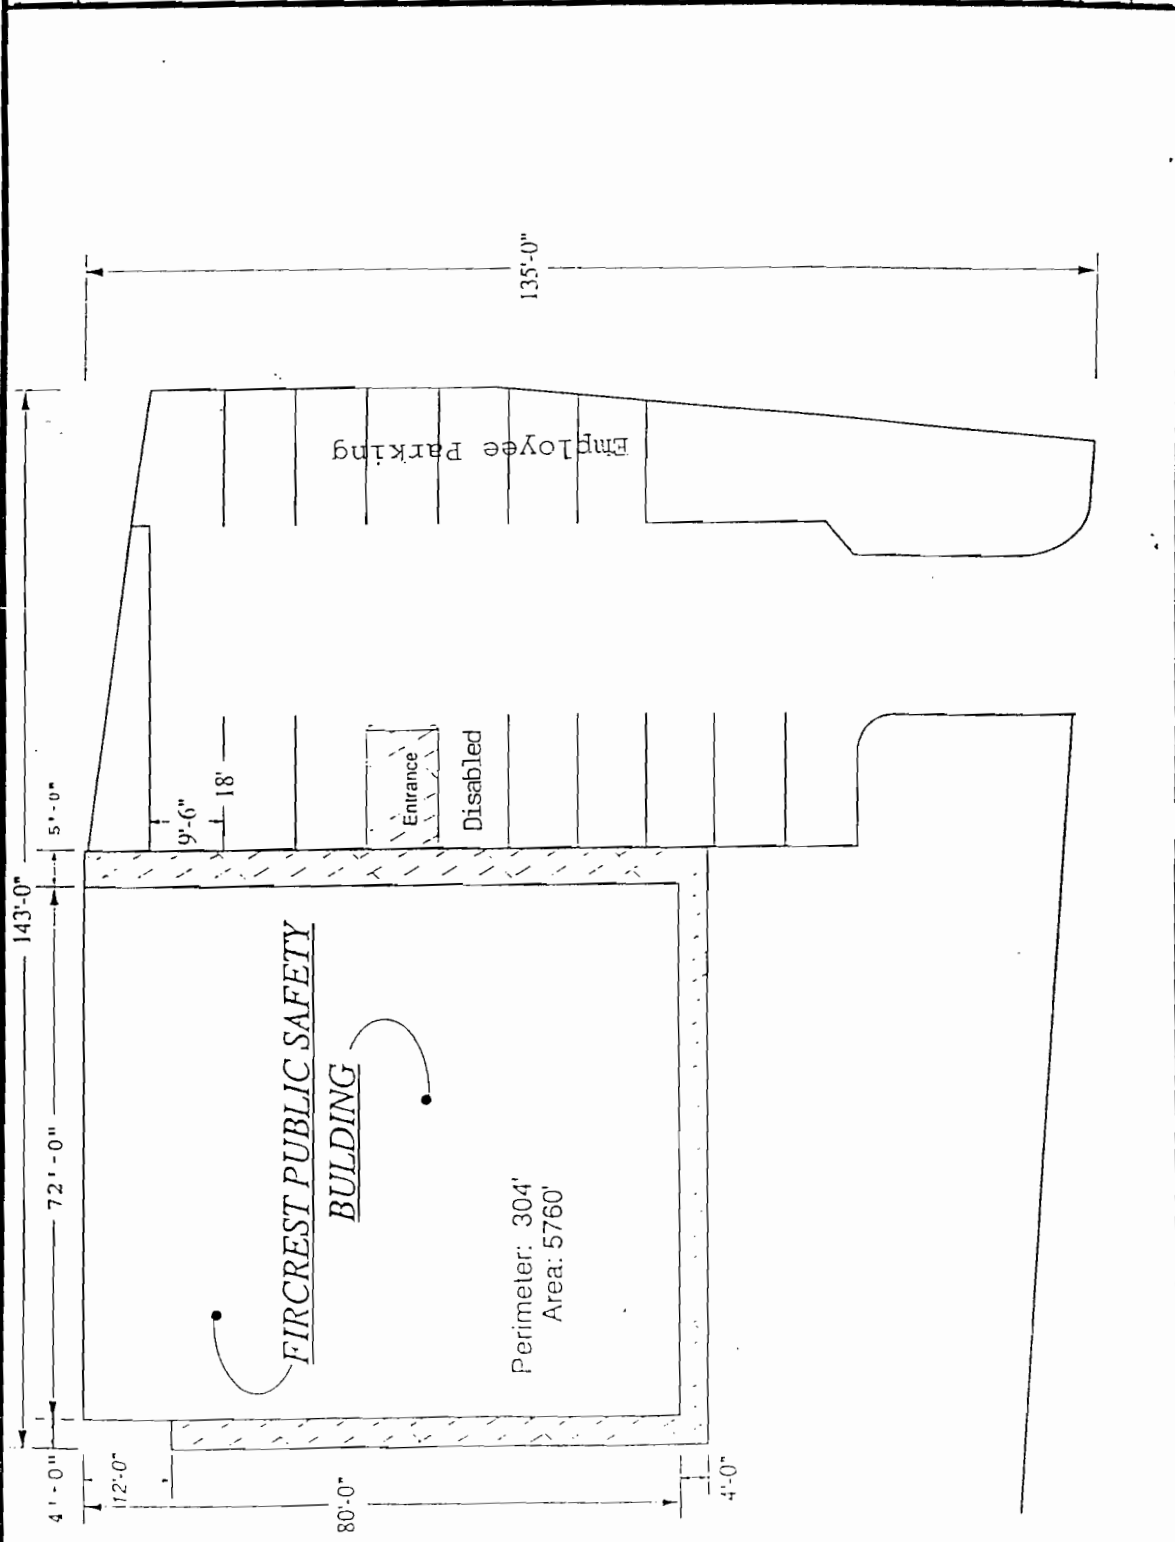 143'-0"
4'-0"
72'-0"
5'-0"
12'-0"
80'-0"
4'-0"
135'-0"
9'-6"
18'
Employee Parking
Entrance
Disabled
FIRCREST PUBLIC SAFETY
BULDING
Perimeter: 304'
Area: 5760'